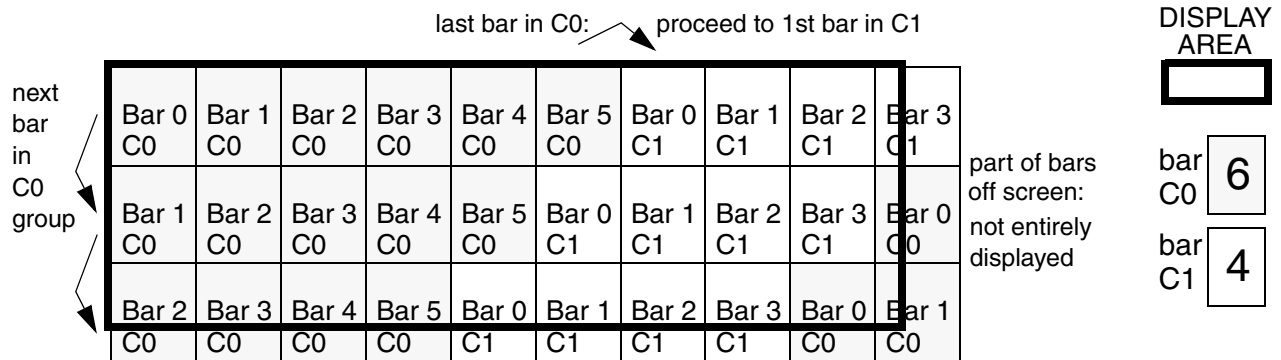 last bar in C0: proceed to 1st bar in C1
DISPLAY
AREA
next
bar
in
C0
group
Bar 0 Bar 1 Bar 2 Bar 3 Bar 4 Bar 5 Bar 0 Bar 1 Bar 2 Bar 3
C0 C0 C0 C0 C0 C0 C1 C1 C1 C1
Bar 1 Bar 2 Bar 3 Bar 4 Bar 5 Bar 0 Bar 1 Bar 2 Bar 3 Bar 0
C0 C0 C0 C0 C0 C1 C1 C1 C1 C0
Bar 2 Bar 3 Bar 4 Bar 5 Bar 0 Bar 1 Bar 2 Bar 3 Bar 0 Bar 1
C0 C0 C0 C0 C1 C1 C1 C1 C0 C0
part of bars
off screen:
not entirely
displayed
bar
C0
6
bar
C1
4